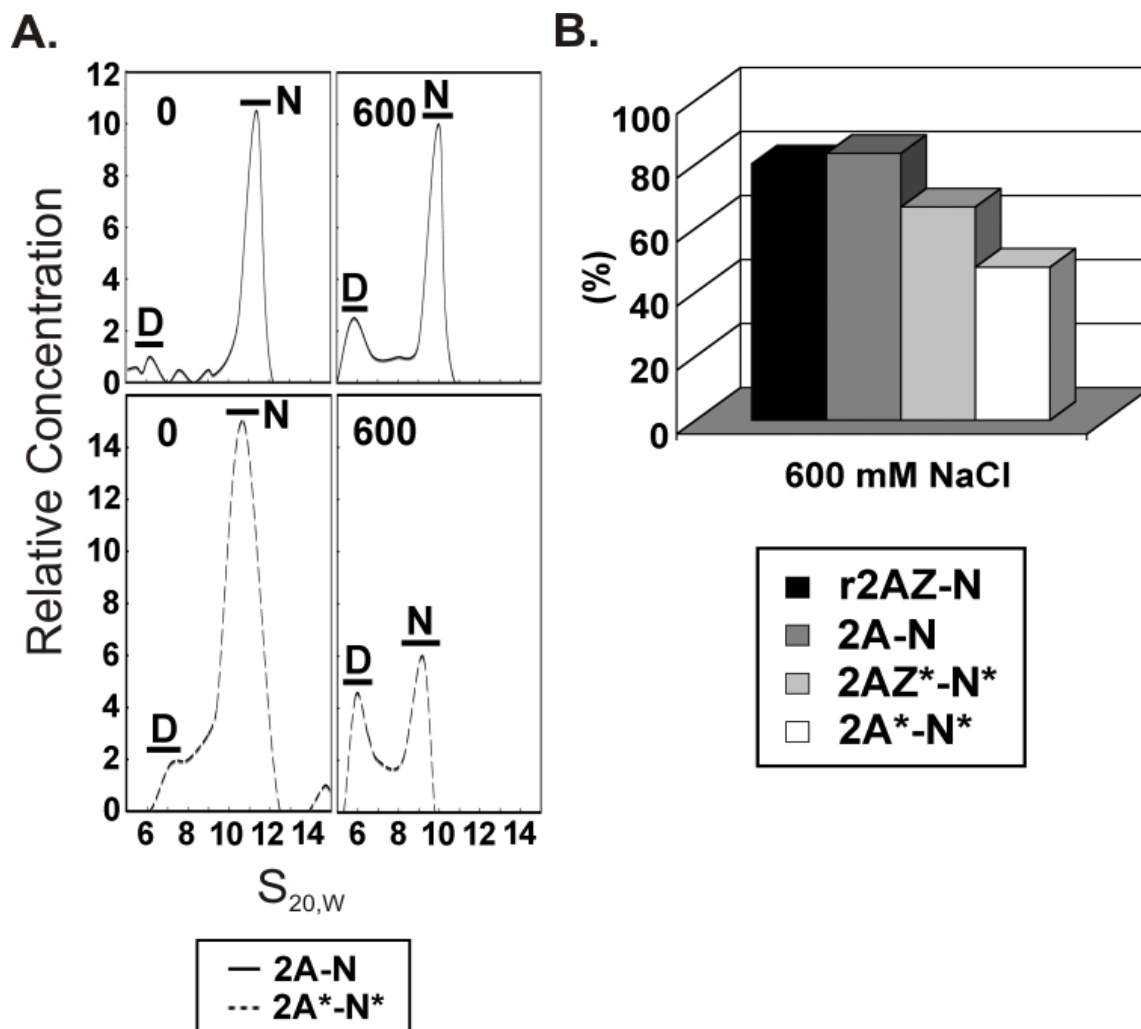 A.
12
10
8
6
4
2
0
0
N
D
600
N
D
14
12
10
8
6
4
2
0
0
N
D
600
N
D
6 8 10 12 14
6 8 10 12 14
Relative Concentration
S20,W
2A-N
2A*-N*
B.
100
80
60
40
20
0
(%)
600 mM NaCl
r2AZ-N
2A-N
2AZ*-N*
2A*-N*